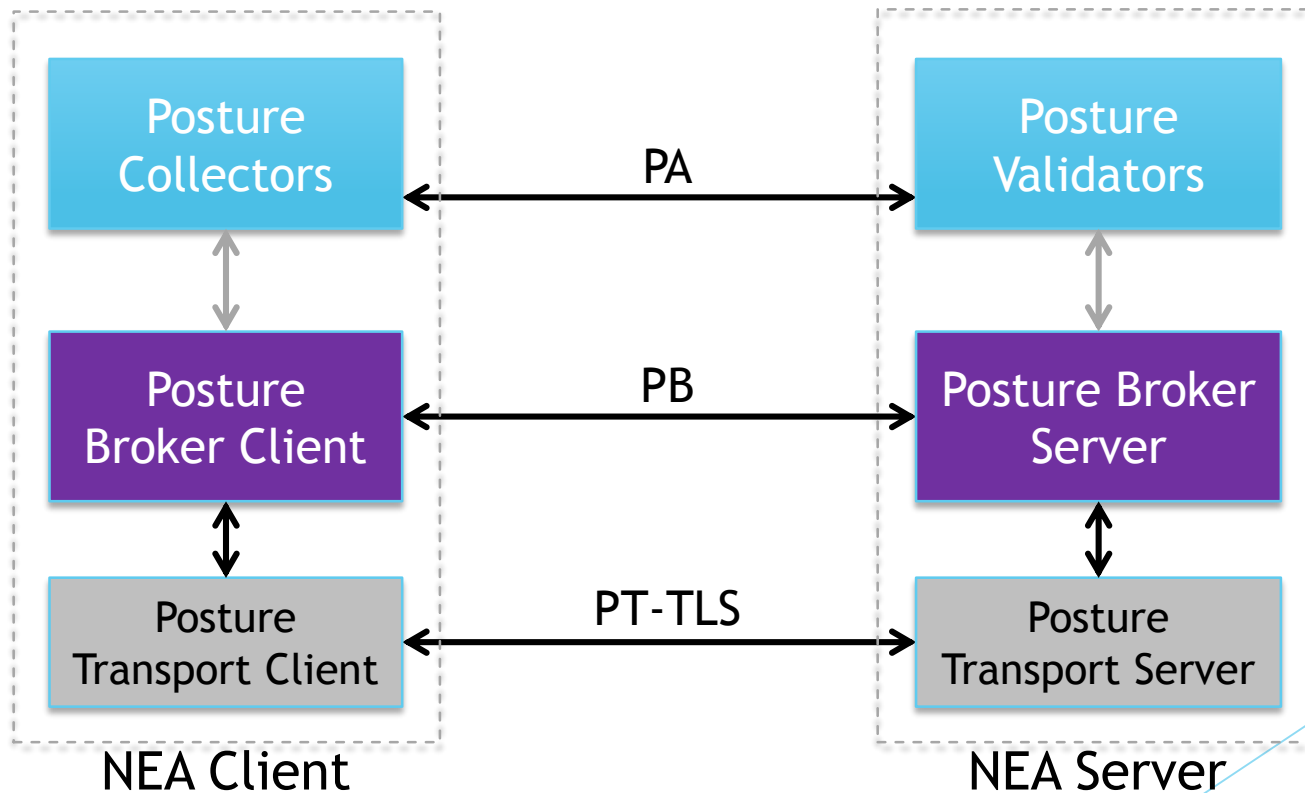 Posture
Collectors
PA
Posture
Validators
Posture
Broker Client
PB
Posture Broker
Server
Posture
Transport Client
PT-TLS
Posture
Transport Server
NEA Client
NEA Server